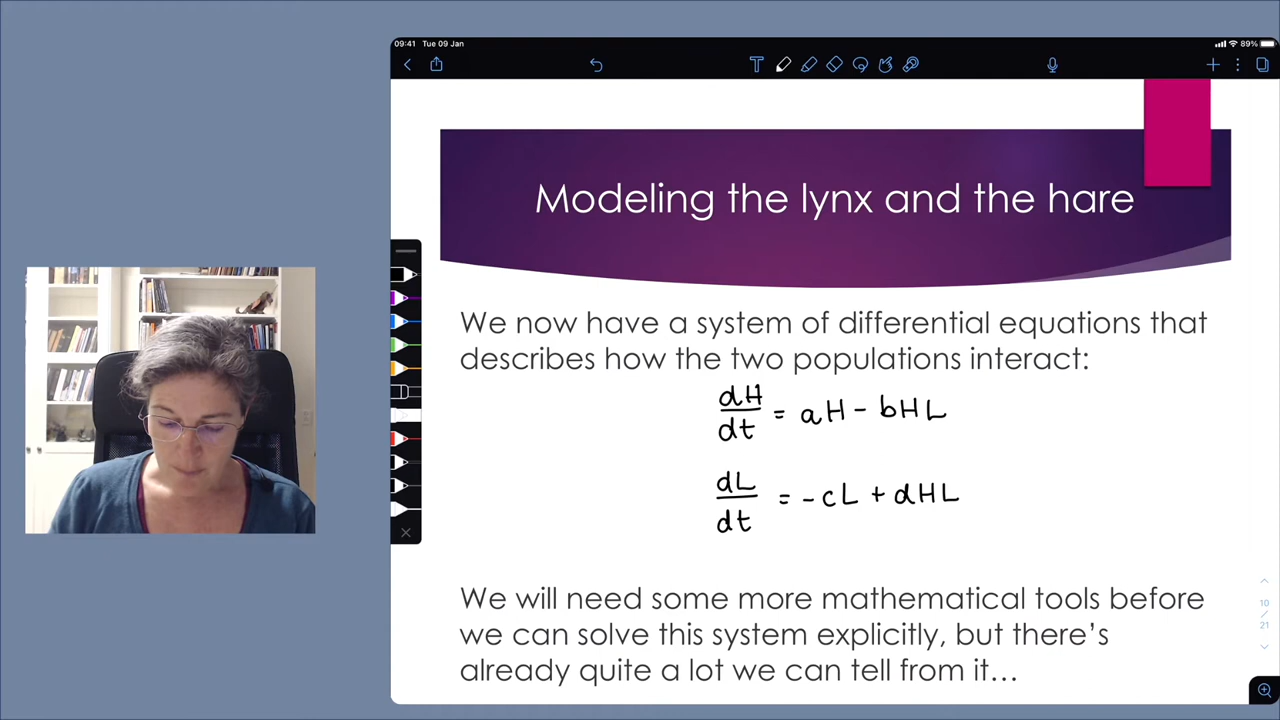 09:41 Tue 09 Jan
89%
Modeling the lynx and the hare
We now have a system of differential equations that
describes how the two populations interact:
dH/dt = aH - bHL
dL/dt = -cL + dHL
10
/
21
We will need some more mathematical tools before
we can solve this system explicitly, but there's
already quite a lot we can tell from it...